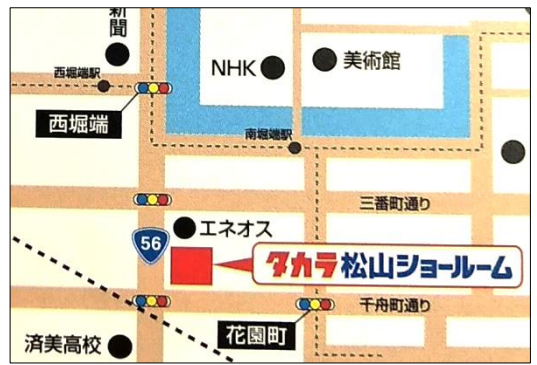 新聞
NHK
美術館
西堀端駅
西堀端
南堀端駅
三番町通り
エネオス
56
タカラ松山ショールーム
千舟町通り
花園町
済美高校